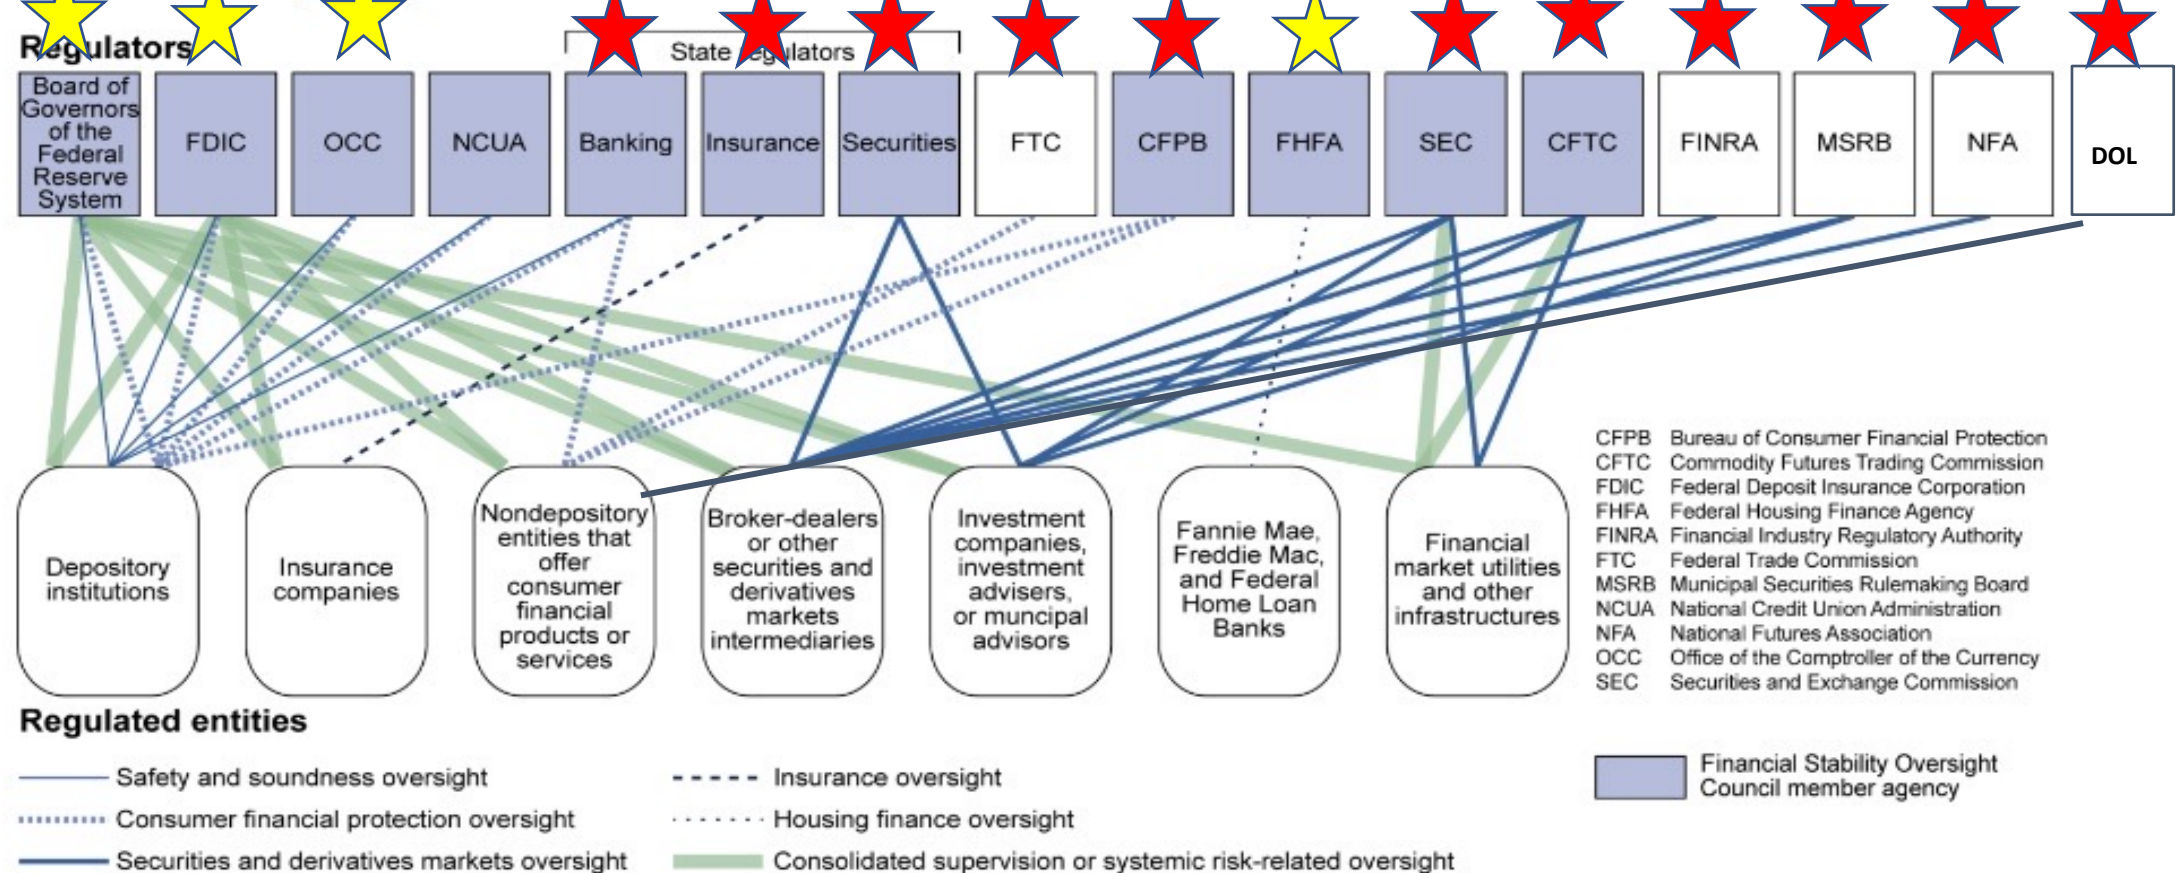 Regulators
State regulators
Board of
Governors
of the
Federal
Reserve
System
FDIC
OCC
NCUA
Banking
Insurance
Securities
FTC
CFPB
FHFA
SEC
CFTC
FINRA
MSRB
NFA
DOL
Depository
institutions
Insurance
companies
Nondepository
entities that
offer
consumer
financial
products or
services
Broker-dealers
or other
securities and
derivatives
markets
intermediaries
Investment
companies,
investment
advisers,
or muncipal
advisors
Fannie Mae,
Freddie Mac,
and Federal
Home Loan
Banks
Financial
market utilities
and other
infrastructures
CFPB Bureau of Consumer Financial Protection
CFTC Commodity Futures Trading Commission
FDIC Federal Deposit Insurance Corporation
FHFA Federal Housing Finance Agency
FINRA Financial Industry Regulatory Authority
FTC Federal Trade Commission
MSRB Municipal Securities Rulemaking Board
NCUA National Credit Union Administration
NFA National Futures Association
OCC Office of the Comptroller of the Currency
SEC Securities and Exchange Commission
Regulated entities
Safety and soundness oversight
Consumer financial protection oversight
Securities and derivatives markets oversight
Insurance oversight
Housing finance oversight
Consolidated supervision or systemic risk-related oversight
Financial Stability Oversight
Council member agency